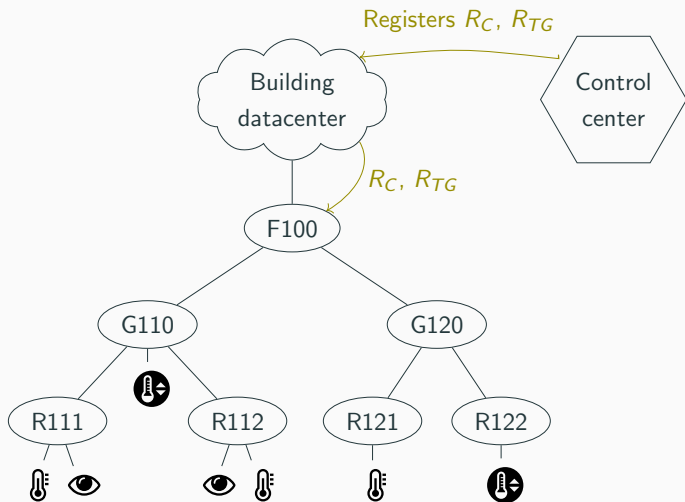 Registers R_C, R_TG
Building
datacenter
Control
center
R_C, R_TG
F100
G110
G120
R111
R112
R121
R122